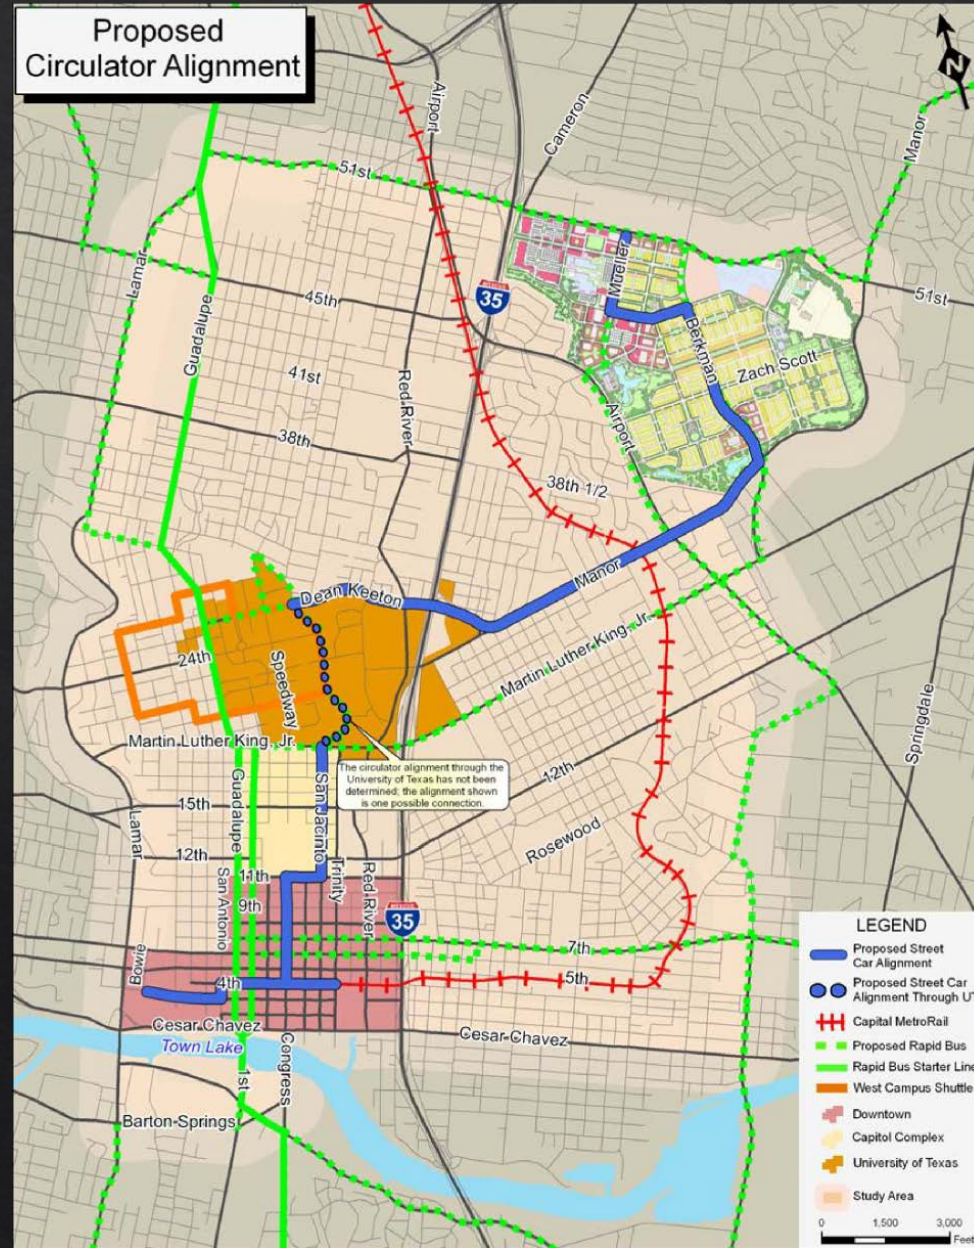 Proposed
Circulator Alignment
N
Airport
Cameron
Manor
51st
Lamar
Mueller
35
51st
45th
Guadalupe
Berkman
Zach Scott
41st
Red River
Airport
38th
38th 1/2
Manor
Dean Keeton
24th
Speedway
Martin Luther King, Jr.
Springdale
Martin Luther King, Jr.
The circulator alignment through the
University of Texas has not been
determined; the alignment shown
is one possible connection.
12th
Guadalupe
San Jacinto
15th
Lamar
Rosewood
12th
Trinity
Red River
11th
San Antonio
9th
35
7th
Bowie
4th
5th
Cesar Chavez
Cesar Chavez
Town Lake
Congress
1st
Barton Springs
LEGEND
Proposed Street
Car Alignment
Proposed Street Car
Alignment Through UT
Capital MetroRail
Proposed Rapid Bus
Rapid Bus Starter Line
West Campus Shuttle
Downtown
Capitol Complex
University of Texas
Study Area
0 1,500 3,000
Feet